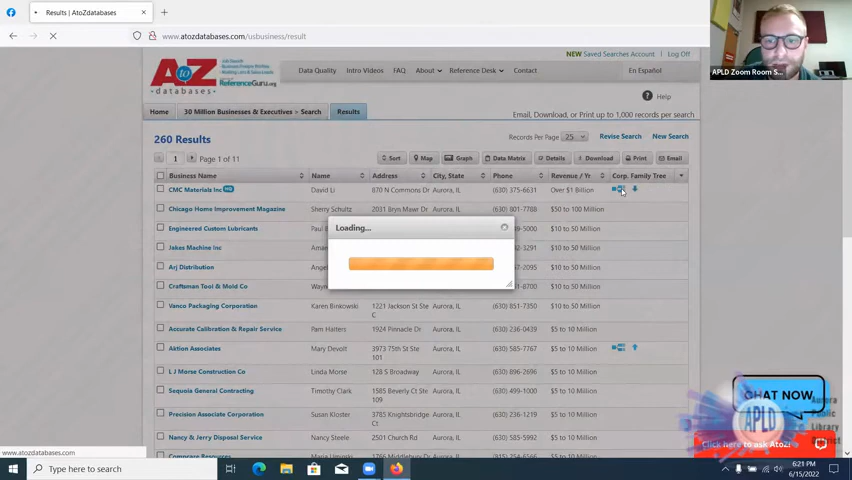 Results | AtoZdatabases
www.atozdatabases.com/usbusiness/result
APLD Zoom Room S...
NEW Saved Searches Account | Log Off
AtoZ databases
ReferenceGuru.org
Data Quality | Intro Videos | FAQ | About | Reference Desk | Contact
En Español
Help
Home
30 Million Businesses & Executives > Search
Results
Email, Download, or Print up to 1,000 records per search
260 Results
Records Per Page 25 Revise Search New Search
1 Page 1 of 11
Sort Map Graph Data Matrix Details Download Print Email
Business Name Name Address City, State Phone Revenue / Yr Corp. Family Tree
CMC Materials Inc HQ David Li 870 N Commons Dr Aurora, IL (630) 375-6631 Over $1 Billion
Chicago Home Improvement Magazine Sherry Schultz 2031 Bryn Mawr Dr Aurora, IL (630) 801-7788 $50 to 100 Million
Engineered Custom Lubricants Paul $10 to 50 Million
Jakes Machine Inc $10 to 50 Million
Arj Distribution $10 to 50 Million
Craftsman Tool & Mold Co $10 to 50 Million
Loading...
Vanco Packaging Corporation Karen Binkowski 1221 Jackson St Ste C Aurora, IL (630) 851-7350 $10 to 50 Million
Accurate Calibration & Repair Service Pam Halters 1924 Pinnacle Dr Aurora, IL (630) 236-0439 $5 to 10 Million
Aktion Associates Mary Devolt 3973 75th St Ste 101 Aurora, IL (630) 585-7767 $5 to 10 Million
L J Morse Construction Co Linda Morse 128 S Broadway Aurora, IL (630) 896-2696 $5 to 10 Million
Sequoia General Contracting Timothy Clark 1585 Beverly Ct Ste 103 Aurora, IL (630) 499-1000 $5 to 10 Million
Precision Associate Corporation Susan Kloster 3785 Knightsbridge Aurora, IL (630) 236-1219 $5 to 10 Million
Nancy & Jerry Disposal Service Nancy Steele 2501 Church Rd Aurora, IL (630) 585-5992 $5 to 10 Million
CHAT NOW
Click here to ask AtoZ!
APLD
Aurora
Public
Library
District
www.atozdatabases.com
Type here to search
6:21 PM
6/15/2022